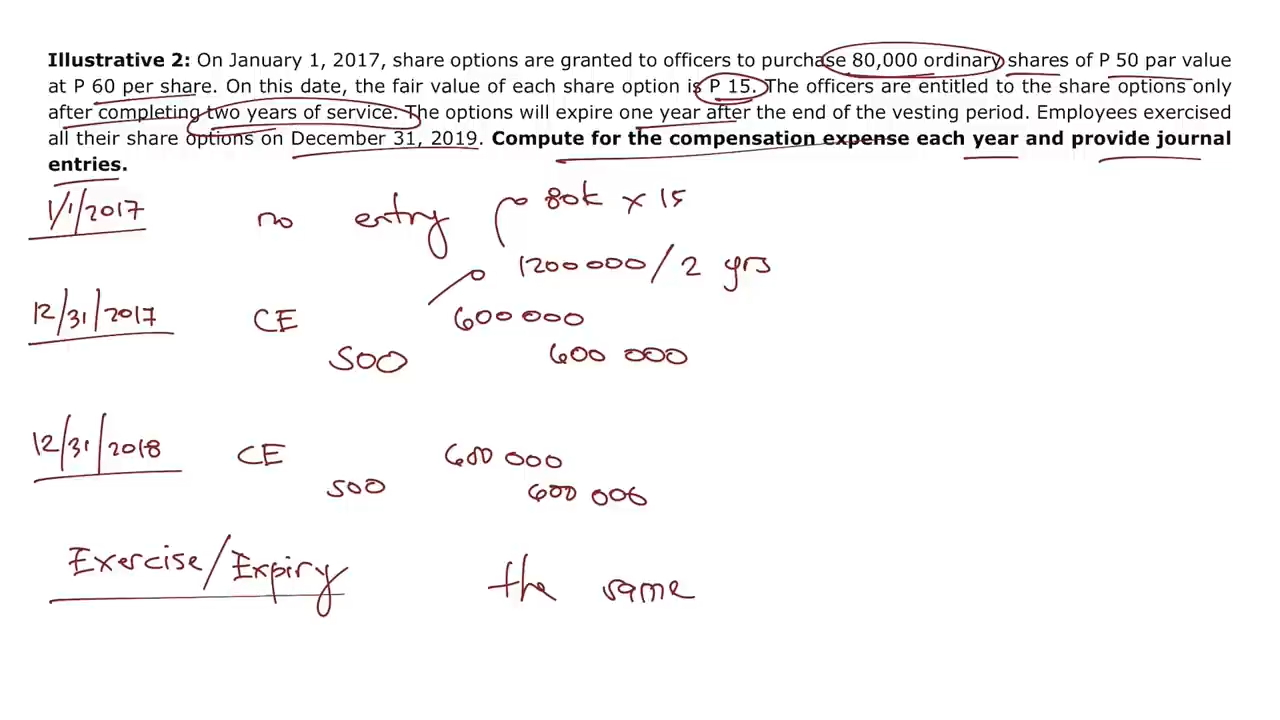 Illustrative 2: On January 1, 2017, share options are granted to officers to purchase 80,000 ordinary shares of P 50 par value
at P 60 per share. On this date, the fair value of each share option is P 15. The officers are entitled to the share options only
after completing two years of service. The options will expire one year after the end of the vesting period. Employees exercised
all their share options on December 31, 2019. Compute for the compensation expense each year and provide journal
entries.
1/1/2017 no entry 80k x 15
1200000/2 yrs
12/31/2017 CE 600 000
SOO 600 000
12/31/2018 CE 600 000
SOO 600 000
Exercise/Expiry the same